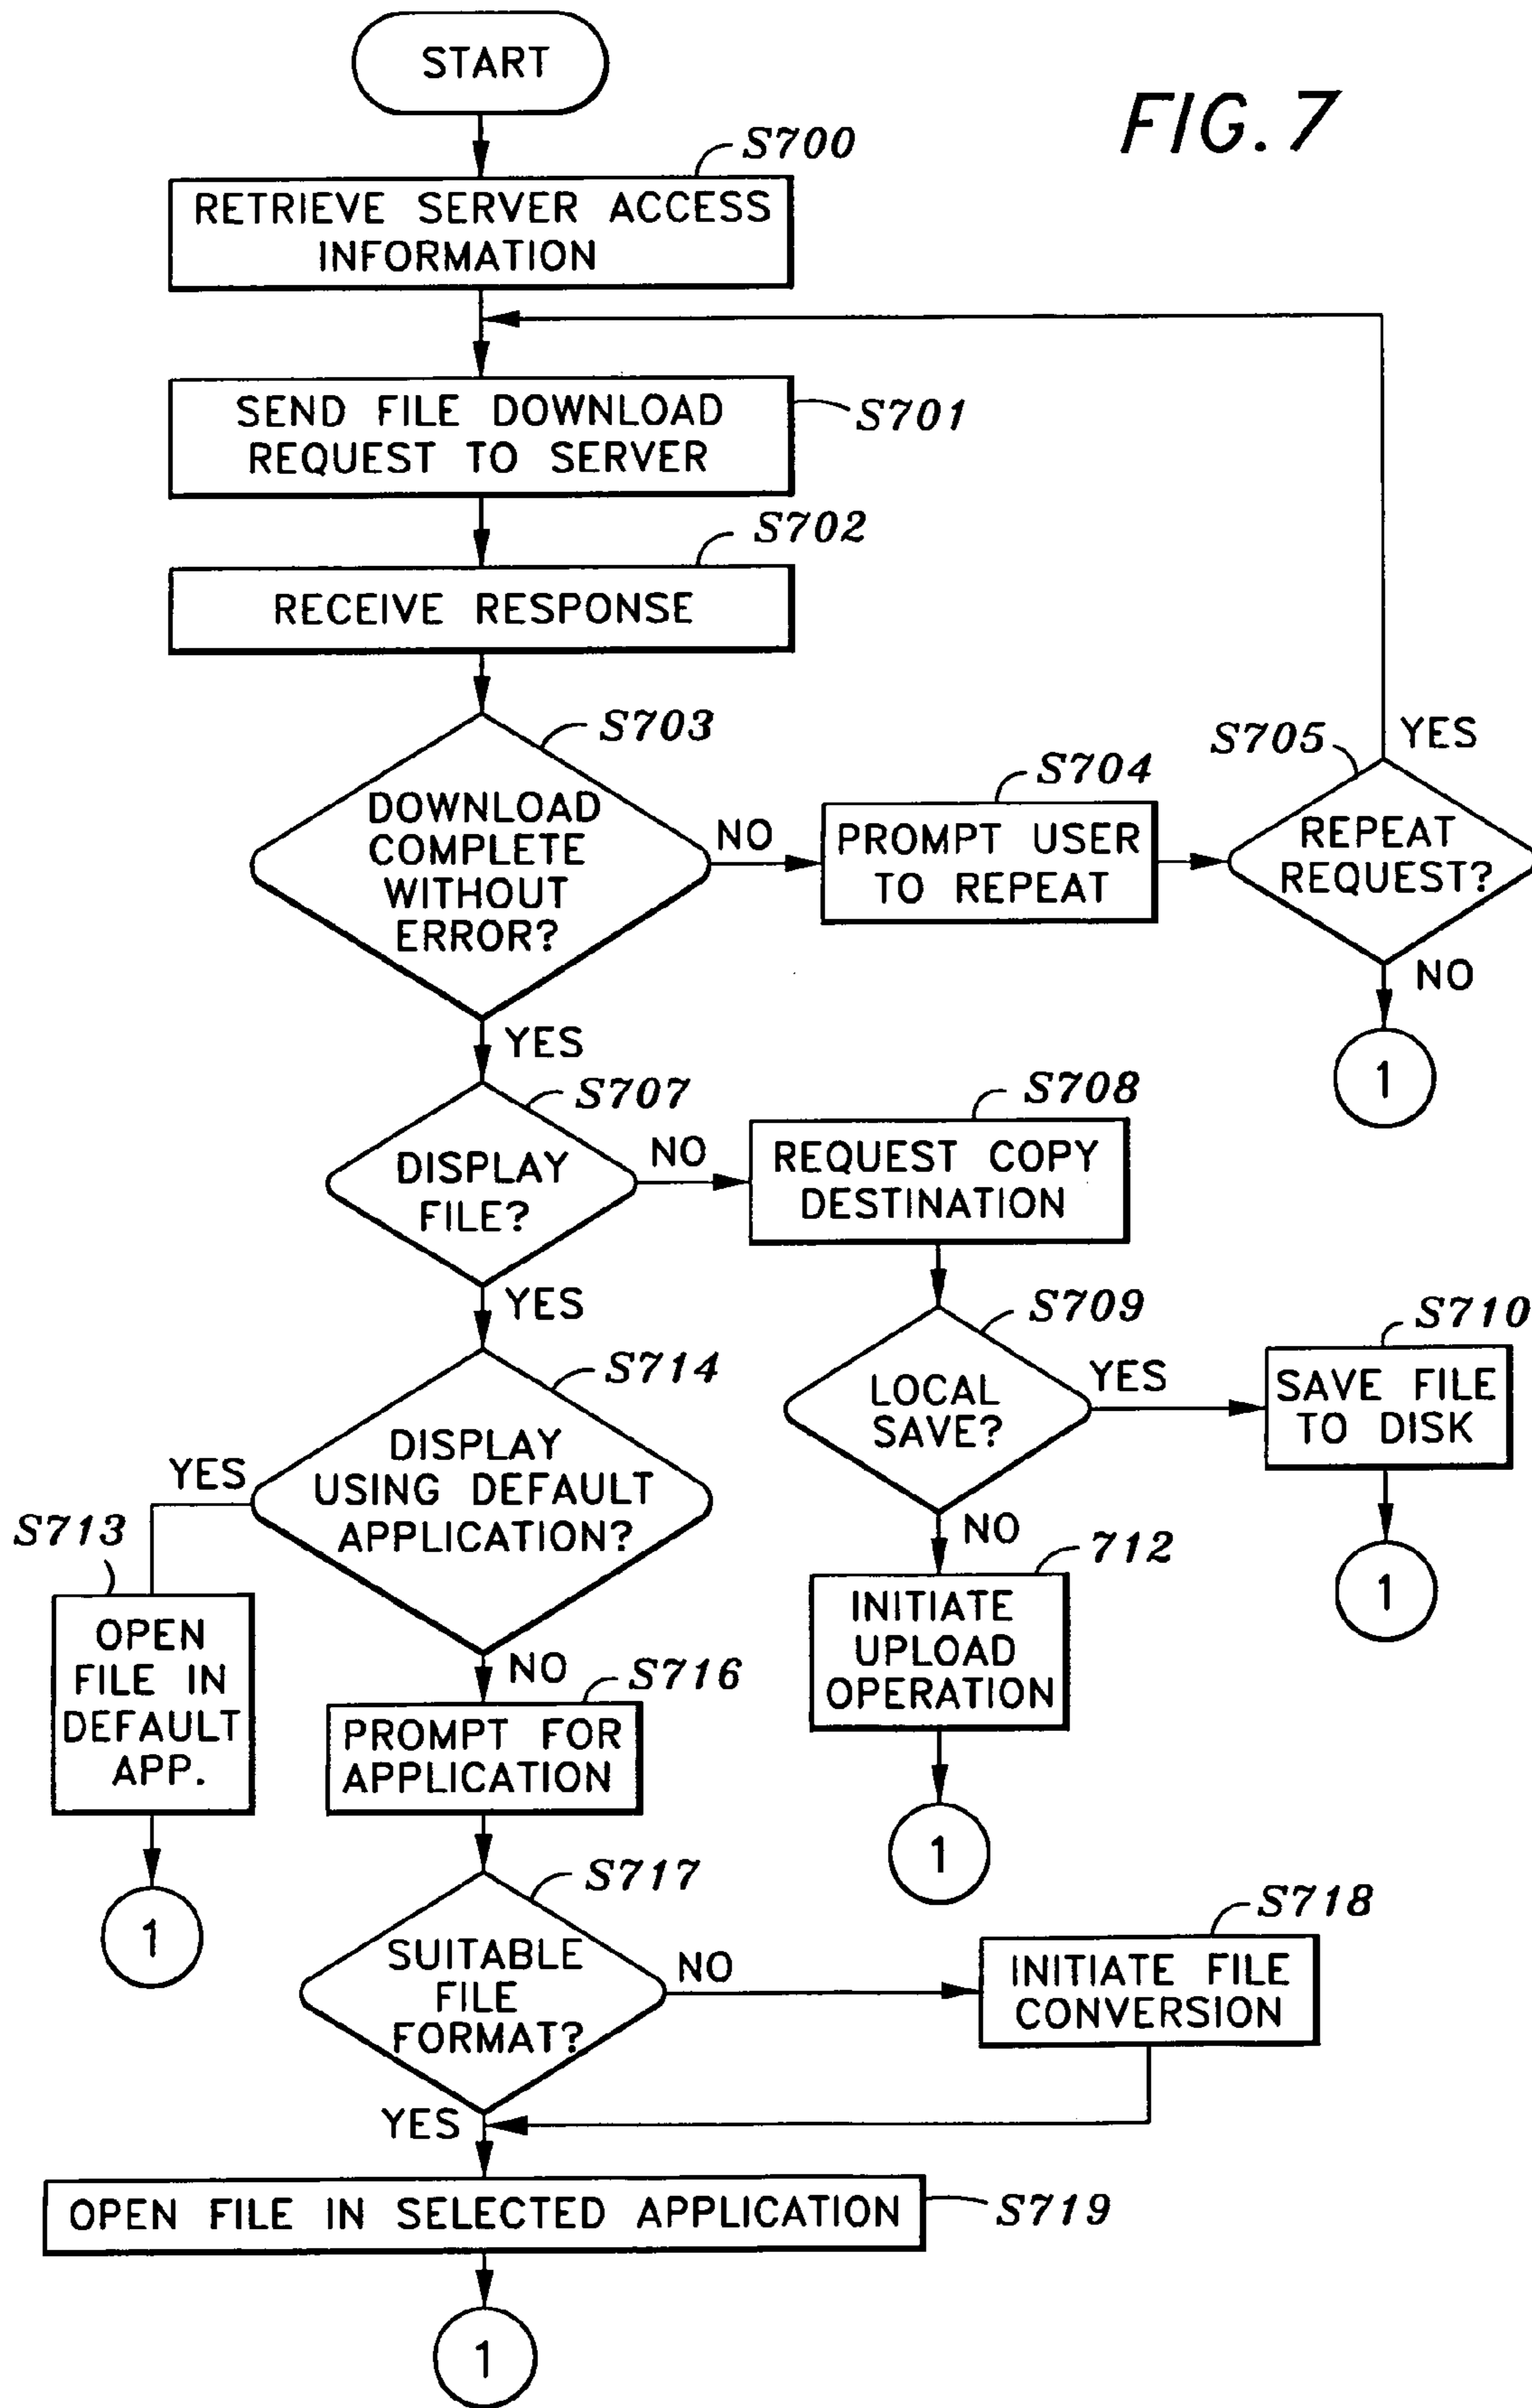 START
FIG. 7
S700
RETRIEVE SERVER ACCESS
INFORMATION
SEND FILE DOWNLOAD
REQUEST TO SERVER
S701
S702
RECEIVE RESPONSE
S703
DOWNLOAD
COMPLETE
WITHOUT
ERROR?
NO
S704
PROMPT USER
TO REPEAT
S705
YES
REPEAT
REQUEST?
NO
1
YES
S707
DISPLAY
FILE?
NO
S708
REQUEST COPY
DESTINATION
YES
S709
LOCAL
SAVE?
YES
S710
SAVE FILE
TO DISK
1
NO
712
INITIATE
UPLOAD
OPERATION
1
S714
DISPLAY
USING DEFAULT
APPLICATION?
YES
S713
OPEN
FILE IN
DEFAULT
APP.
1
NO
S716
PROMPT FOR
APPLICATION
S717
SUITABLE
FILE
FORMAT?
NO
S718
INITIATE FILE
CONVERSION
YES
OPEN FILE IN SELECTED APPLICATION
S719
1